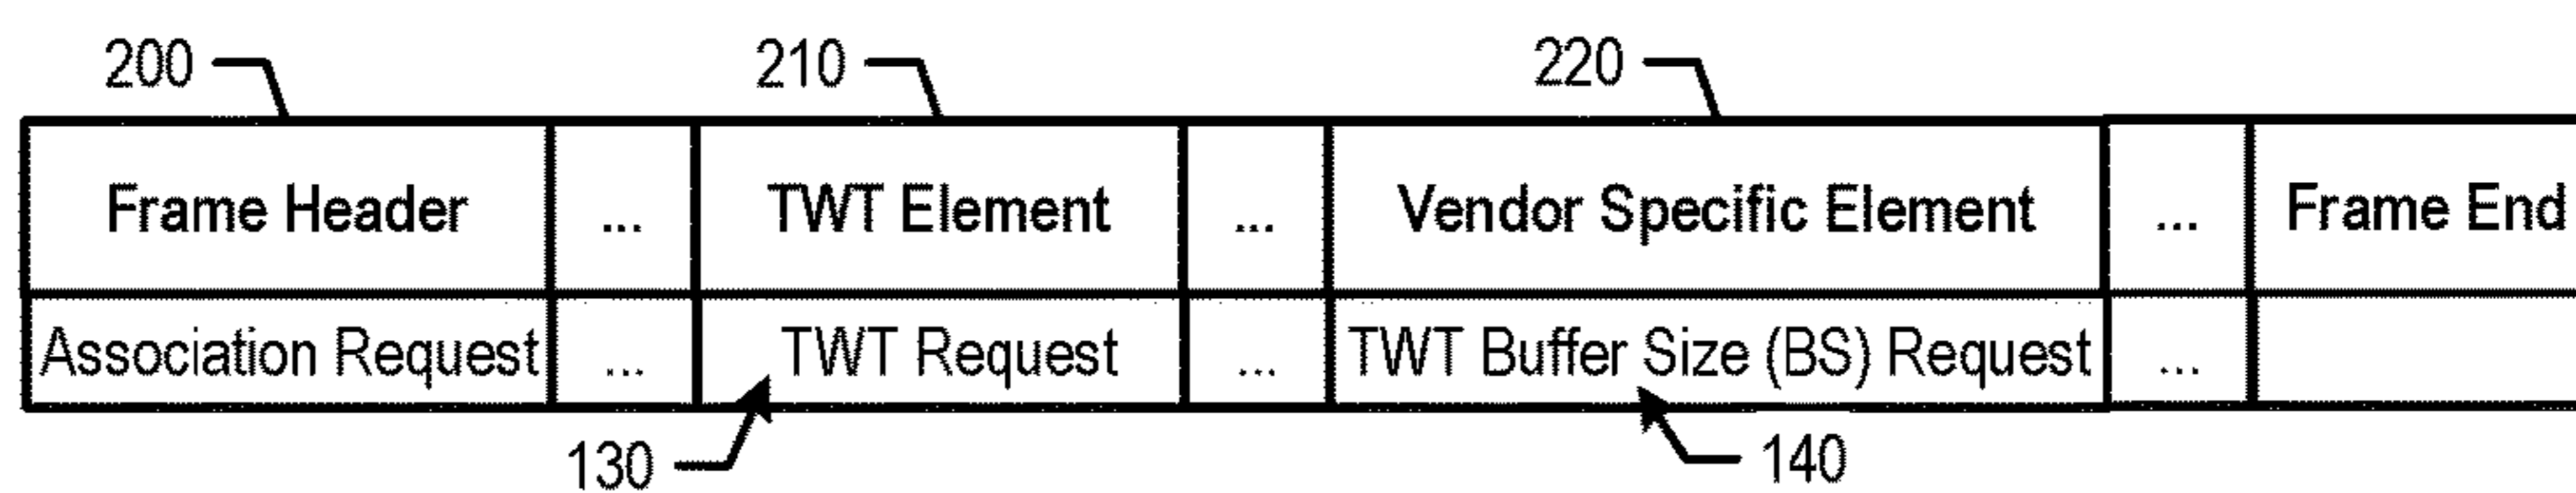 200 210 220
Frame Header ... TWT Element ... Vendor Specific Element ... Frame End
Association Request ... TWT Request ... TWT Buffer Size (BS) Request ...
130 140